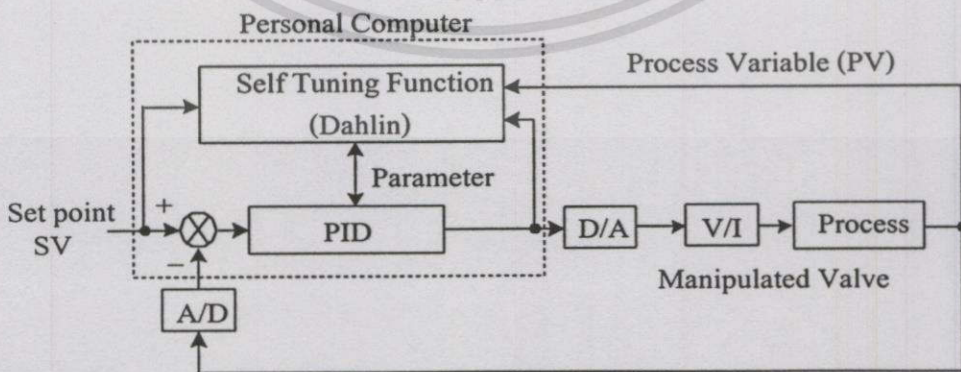 Personal Computer
Self Tuning Function
(Dahlin)
Process Variable (PV)
Parameter
Set point
SV
+
−
PID
D/A
V/I
Process
Manipulated Valve
A/D